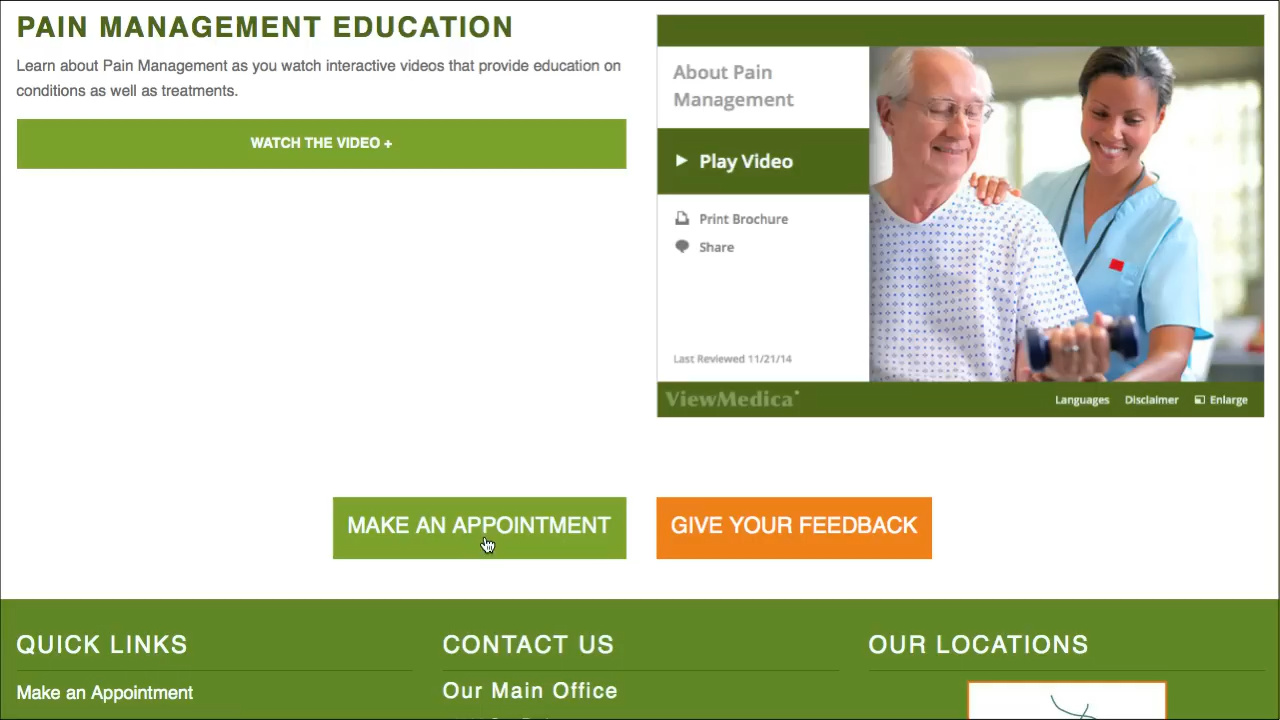 PAIN MANAGEMENT EDUCATION
Learn about Pain Management as you watch interactive videos that provide education on
conditions as well as treatments.
WATCH THE VIDEO +
About Pain
Management
Play Video
Print Brochure
Share
Last Reviewed 11/21/14
ViewMedica
Languages Disclaimer Enlarge
MAKE AN APPOINTMENT
GIVE YOUR FEEDBACK
QUICK LINKS
Make an Appointment
CONTACT US
Our Main Office
OUR LOCATIONS